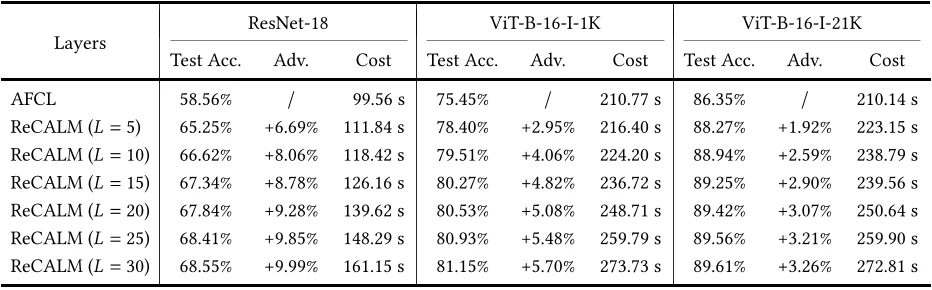 Layers ResNet-18 ViT-B-16-I-1K ViT-B-16-I-21K
Test Acc. Adv. Cost Test Acc. Adv. Cost Test Acc. Adv. Cost
AFCL 58.56% / 99.56 s 75.45% / 210.77 s 86.35% / 210.14 s
ReCALM (L = 5) 65.25% +6.69% 111.84 s 78.40% +2.95% 216.40 s 88.27% +1.92% 223.15 s
ReCALM (L = 10) 66.62% +8.06% 118.42 s 79.51% +4.06% 224.20 s 88.94% +2.59% 238.79 s
ReCALM (L = 15) 67.34% +8.78% 126.16 s 80.27% +4.82% 236.72 s 89.25% +2.90% 239.56 s
ReCALM (L = 20) 67.84% +9.28% 139.62 s 80.53% +5.08% 248.71 s 89.42% +3.07% 250.64 s
ReCALM (L = 25) 68.41% +9.85% 148.29 s 80.93% +5.48% 259.79 s 89.56% +3.21% 259.90 s
ReCALM (L = 30) 68.55% +9.99% 161.15 s 81.15% +5.70% 273.73 s 89.61% +3.26% 272.81 s